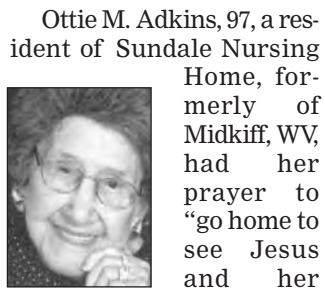 Ottie M. Adkins, 97, a res-
ident of Sundale Nursing
Home, for-
merly of
Midkiff, WV,
had her
prayer to
“go home to
see Jesus
and her